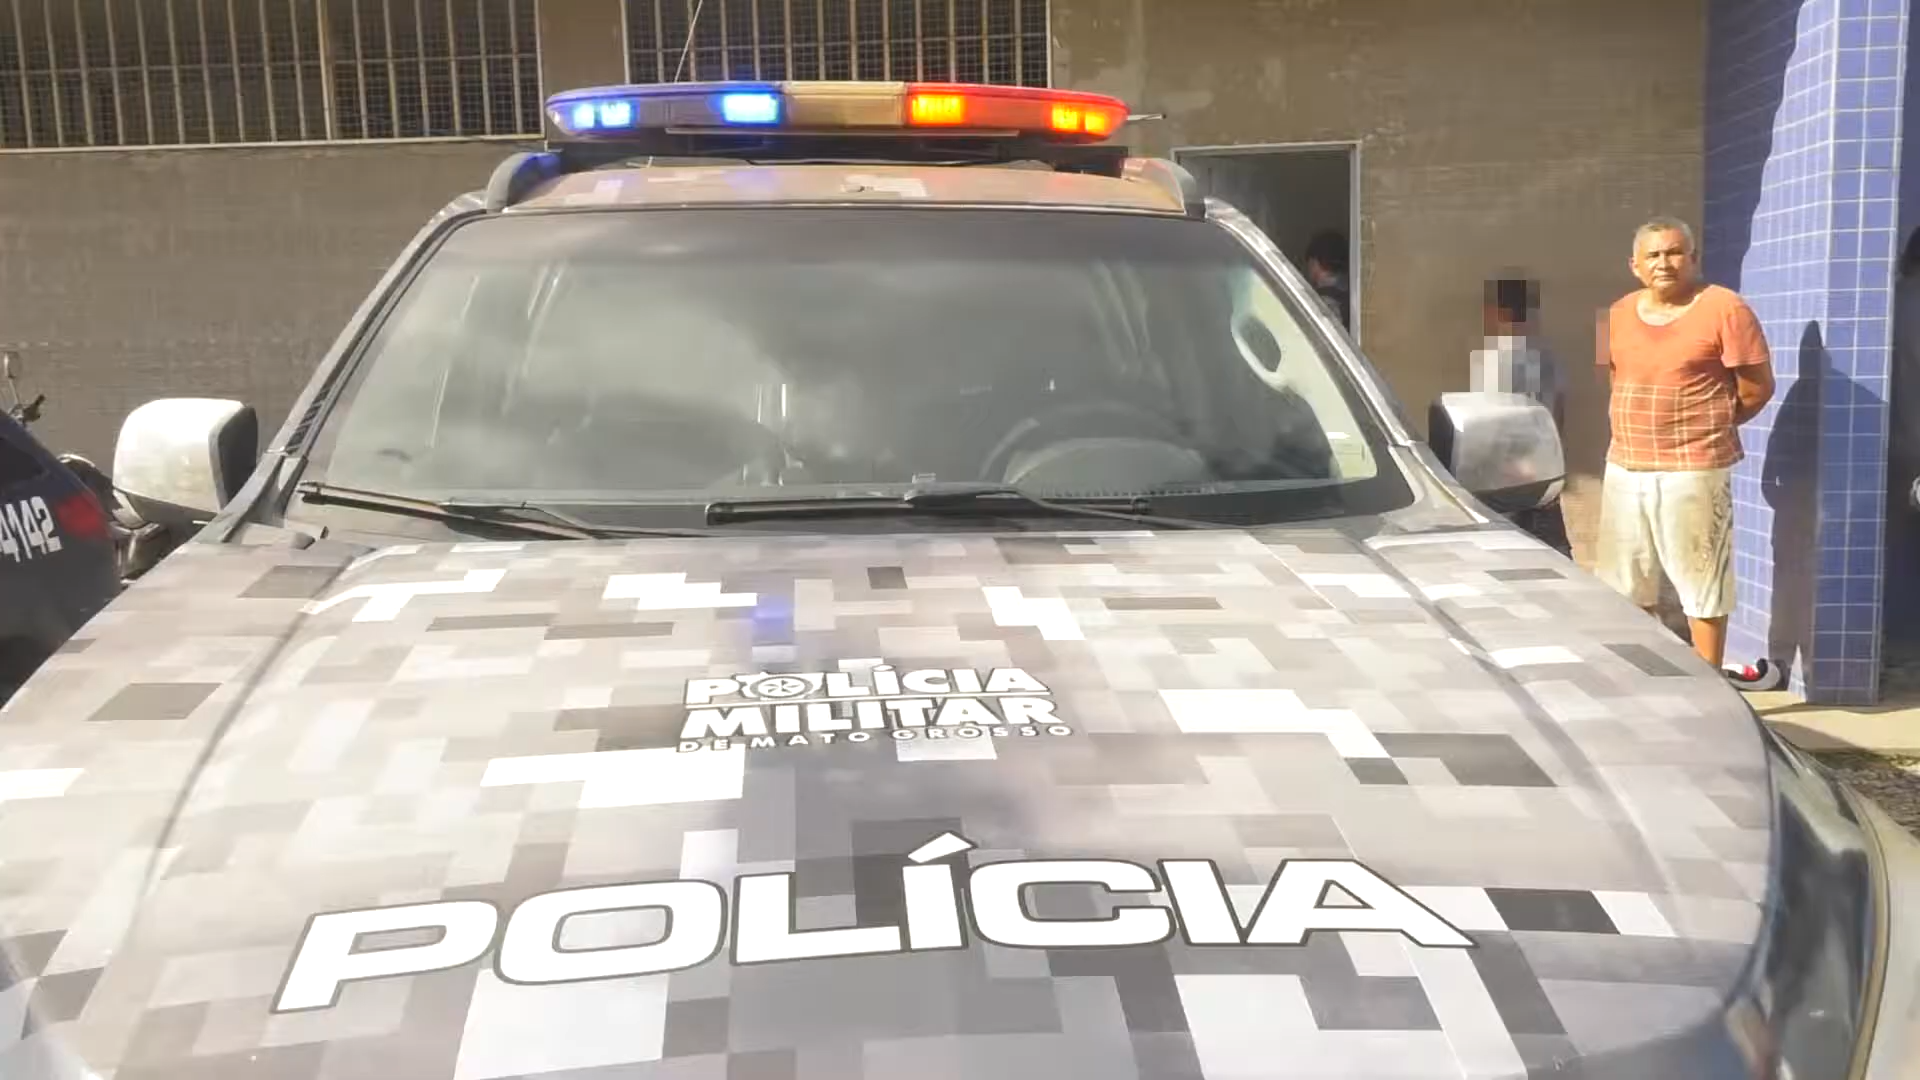 4142
POLÍCIA
MILITAR
DE MATO GROSSO
POLÍCIA